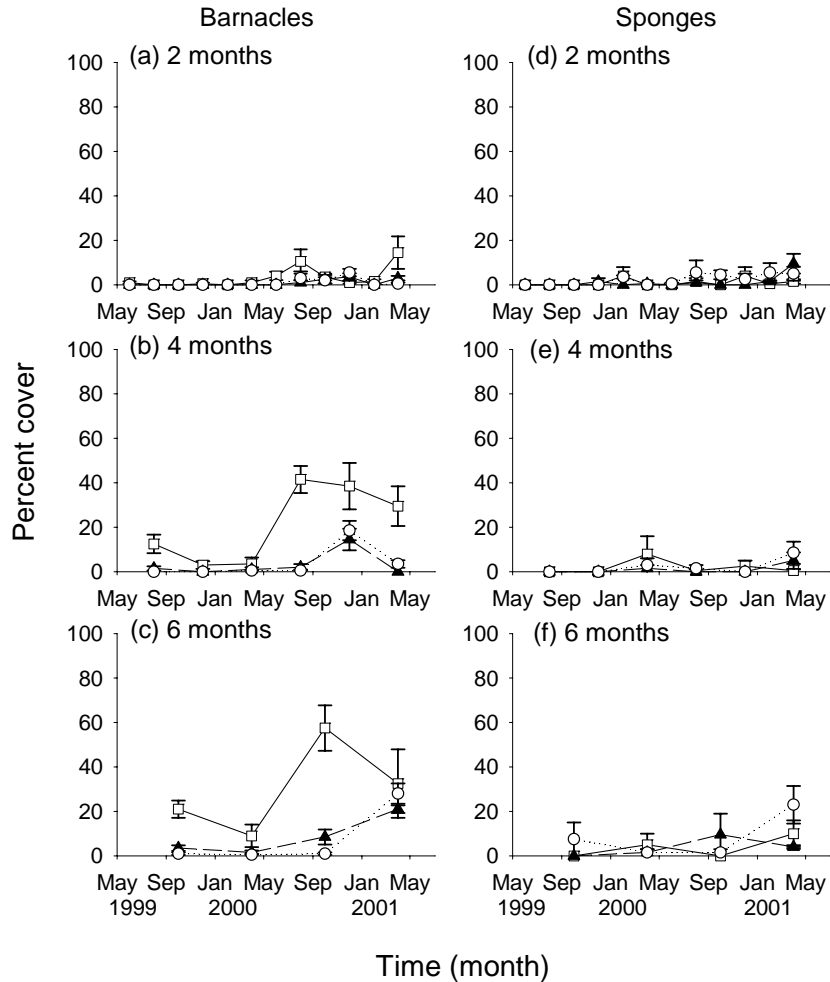 Barnacles Sponges
(a) 2 months (d) 2 months
100 100
80 80
60 60
40 40
20 20
0 0
May Sep Jan May Sep Jan May May Sep Jan May Sep Jan May
(b) 4 months (e) 4 months
100 100
80 80
60 60
40 40
20 20
0 0
May Sep Jan May Sep Jan May May Sep Jan May Sep Jan May
(c) 6 months (f) 6 months
100 100
80 80
60 60
40 40
20 20
0 0
May Sep Jan May Sep Jan May May Sep Jan May Sep Jan May
1999 2000 2001 1999 2000 2001
Percent cover
Time (month)